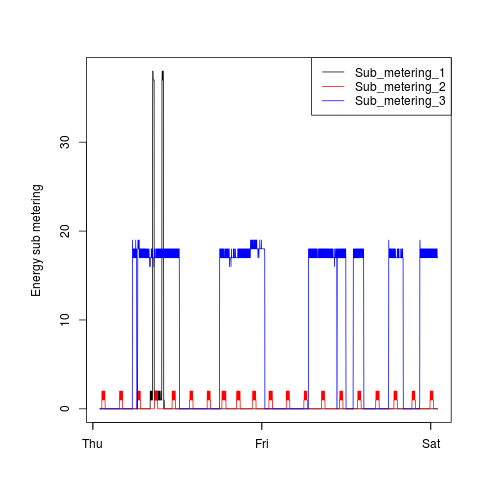 Sub_metering_1
Sub_metering_2
Sub_metering_3
Energy sub metering
30
20
10
0
Thu Fri Sat